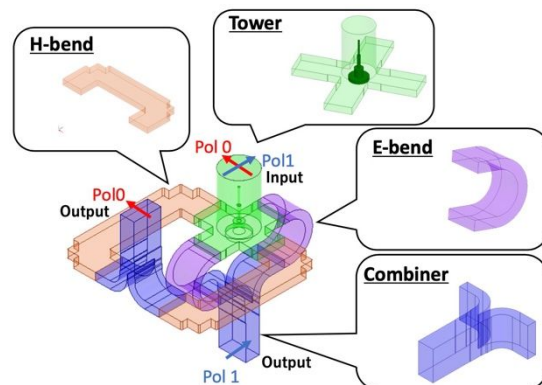 H-bend
Tower
Pol 0
Pol1
Input
Pol0
Output
E-bend
Combiner
Output
Pol 1